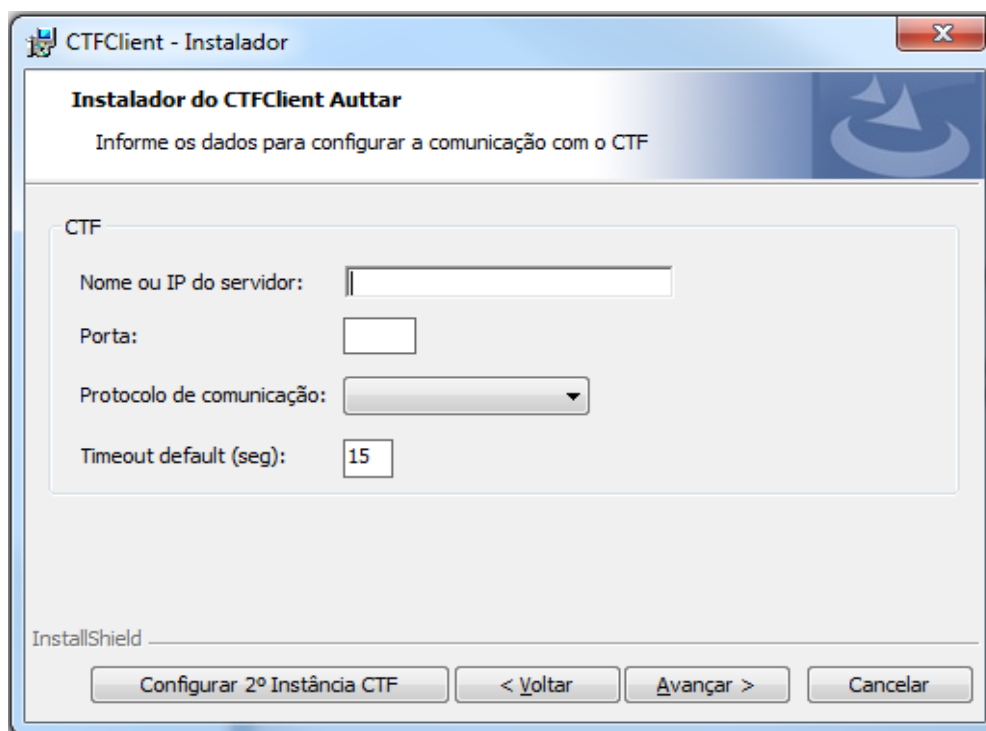 CTFClient - Instalador
Instalador do CTFClient Auttar
Informe os dados para configurar a comunicação com o CTF
CTF
Nome ou IP do servidor:
Porta:
Protocolo de comunicação:
Timeout default (seg): 15
InstallShield
Configurar 2º Instância CTF < Voltar Avançar > Cancelar